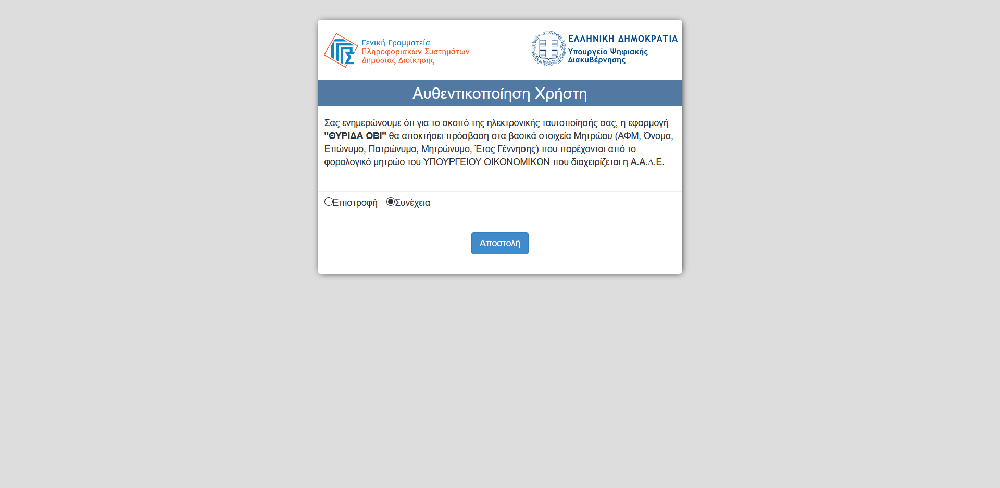 Γενική Γραμματεία
Πληροφοριακών Συστημάτων
Δημόσιας Διοίκησης
ΕΛΛΗΝΙΚΗ ΔΗΜΟΚΡΑΤΙΑ
Υπουργείο Ψηφιακής
Διακυβέρνησης
Αυθεντικοποίηση Χρήστη
Σας ενημερώνουμε ότι για το σκοπό της ηλεκτρονικής ταυτοποίησής σας, η εφαρμογή
"ΘΥΡΙΔΑ ΟΒΙ" θα αποκτήσει πρόσβαση στα βασικά στοιχεία Μητρώου (ΑΦΜ, Όνομα,
Επώνυμο, Πατρώνυμο, Μητρώνυμο, Έτος Γέννησης) που παρέχονται από το
φορολογικό μητρώο του ΥΠΟΥΡΓΕΙΟΥ ΟΙΚΟΝΟΜΙΚΩΝ που διαχειρίζεται η Α.Α.Δ.Ε.
Επιστροφή Συνέχεια
Αποστολή